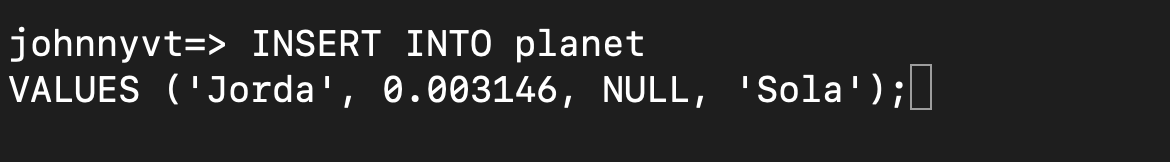 johnnyvt=> INSERT INTO planet
VALUES ('Jorda', 0.003146, NULL, 'Sola');